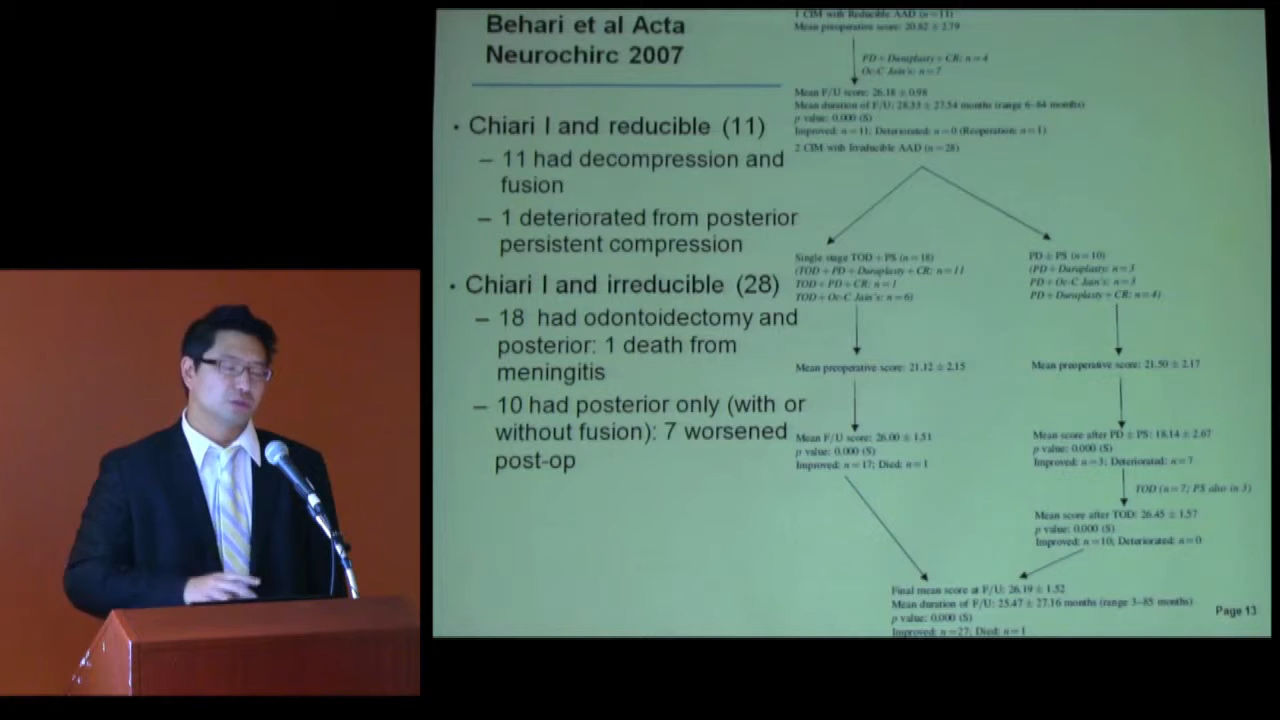 Behari et al Acta
Neurochirc 2007
• Chiari I and reducible (11)
– 11 had decompression and
fusion
– 1 deteriorated from posterior
persistent compression
• Chiari I and irreducible (28)
– 18 had odontoidectomy and
posterior: 1 death from
meningitis
– 10 had posterior only (with or
without fusion): 7 worsened
post-op
1 CIM with Reducible AAD (n=11)
Mean preoperative score: 20.82 ± 2.79
PD+Duraplasty+CR: n=4
Oc-C Jain's: n=7
Mean F/U score: 26.18 ± 0.98
Mean duration of F/U: 28.33 ± 27.54 months (range 6–84 months)
p value: 0.000 (S)
Improved: n=11; Deteriorated: n=0 (Reoperation: n=1)
2 CIM with Irreducible AAD (n=28)
Single stage TOD + PS (n=18)
(TOD+PD+Duraplasty+CR: n=11
TOD+PD+CR: n=1
TOD+Oc-C Jain's: n=6)
Mean preoperative score: 21.12 ± 2.15
Mean F/U score: 26.00 ± 1.51
p value: 0.000 (S)
Improved: n=17; Died: n=1
PD ± PS (n=10)
(PD+Duraplasty: n=3
PD+Oc-C Jain's: n=3
PD+Duraplasty+CR: n=4)
Mean preoperative score: 21.50 ± 2.17
Mean score after PD ± PS: 18.14 ± 2.67
p value: 0.000 (S)
Improved: n=3; Deteriorated: n=7
TOD (n=7; PS also in 3)
Mean score after TOD: 26.45 ± 1.57
p value: 0.000 (S)
Improved: n=10; Deteriorated: n=0
Final mean score at F/U: 26.19 ± 1.52
Mean duration of F/U: 25.47 ± 27.16 months (range 3–85 months)
p value: 0.000 (S)
Improved: n=27; Died: n=1
Page 13